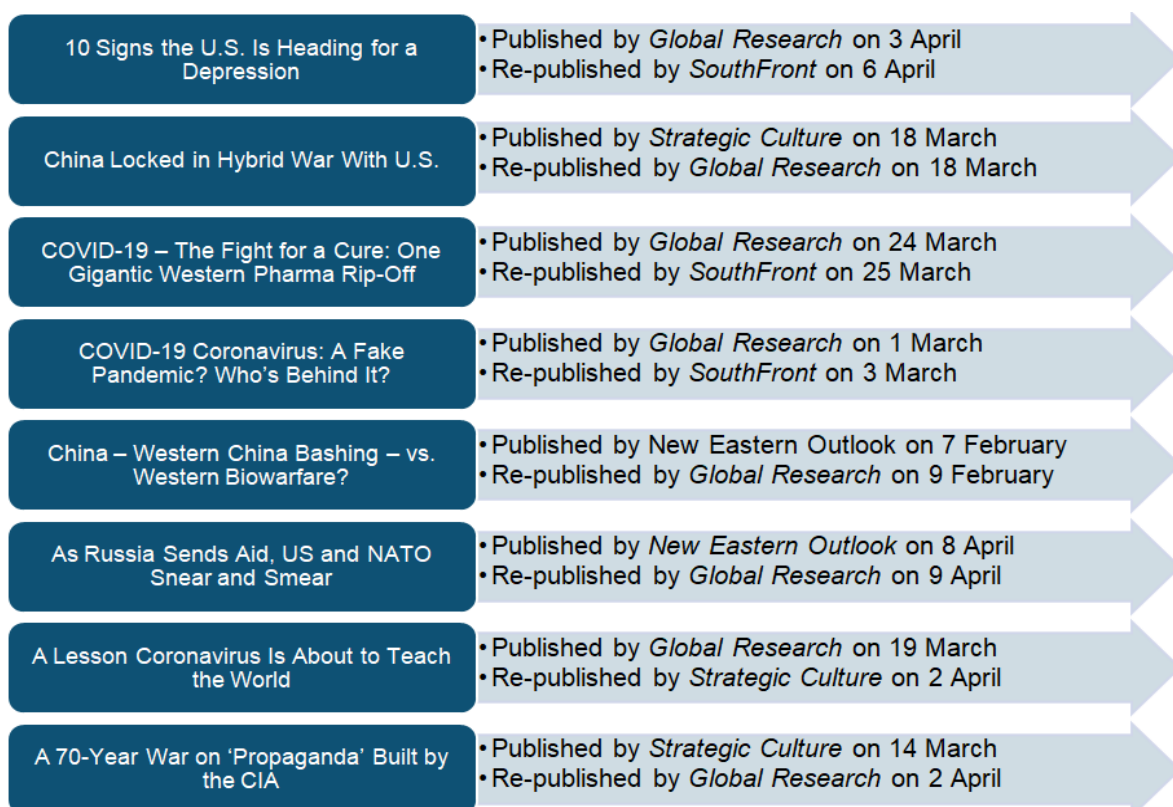 10 Signs the U.S. Is Heading for a
Depression
• Published by Global Research on 3 April
• Re-published by SouthFront on 6 April
China Locked in Hybrid War With U.S.
• Published by Strategic Culture on 18 March
• Re-published by Global Research on 18 March
COVID-19 – The Fight for a Cure: One
Gigantic Western Pharma Rip-Off
• Published by Global Research on 24 March
• Re-published by SouthFront on 25 March
COVID-19 Coronavirus: A Fake
Pandemic? Who's Behind It?
• Published by Global Research on 1 March
• Re-published by SouthFront on 3 March
China – Western China Bashing – vs.
Western Biowarfare?
• Published by New Eastern Outlook on 7 February
• Re-published by Global Research on 9 February
As Russia Sends Aid, US and NATO
Snear and Smear
• Published by New Eastern Outlook on 8 April
• Re-published by Global Research on 9 April
A Lesson Coronavirus Is About to Teach
the World
• Published by Global Research on 19 March
• Re-published by Strategic Culture on 2 April
A 70-Year War on ‘Propaganda’ Built by
the CIA
• Published by Strategic Culture on 14 March
• Re-published by Global Research on 2 April